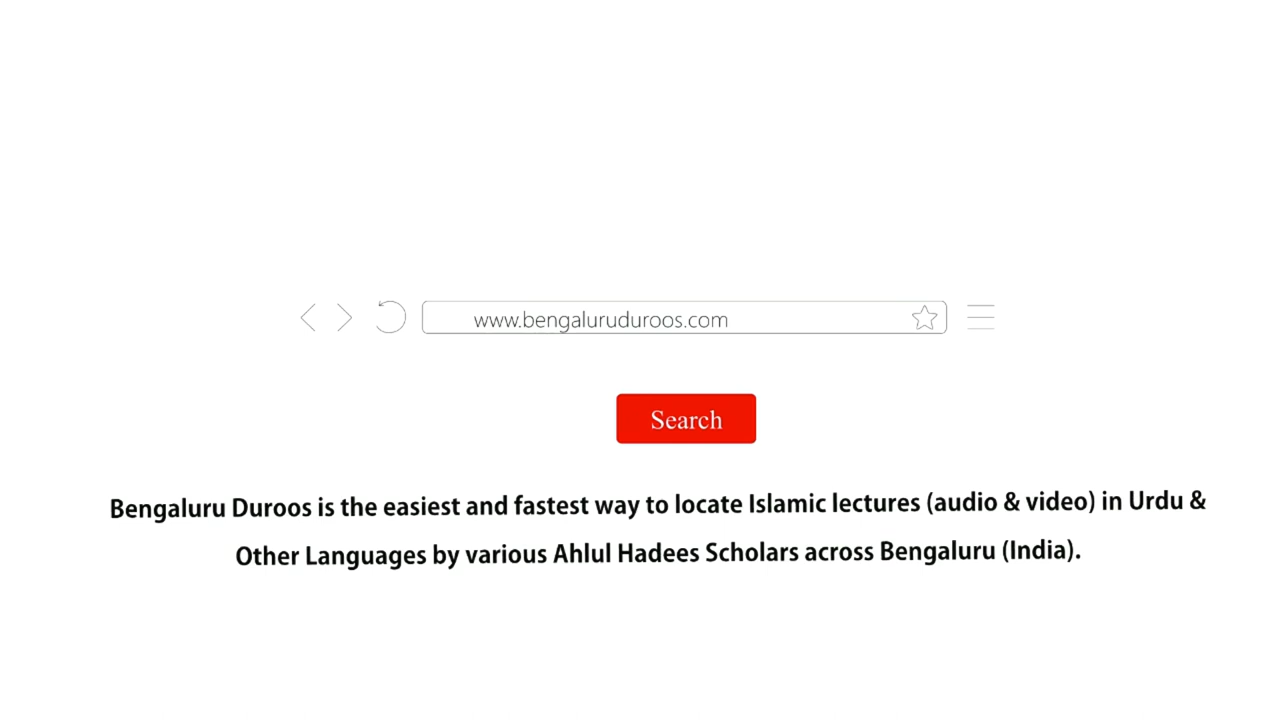 www.bengaluruduroos.com
Search
Bengaluru Duroos is the easiest and fastest way to locate Islamic lectures (audio & video) in Urdu &
Other Languages by various Ahlul Hadees Scholars across Bengaluru (India).